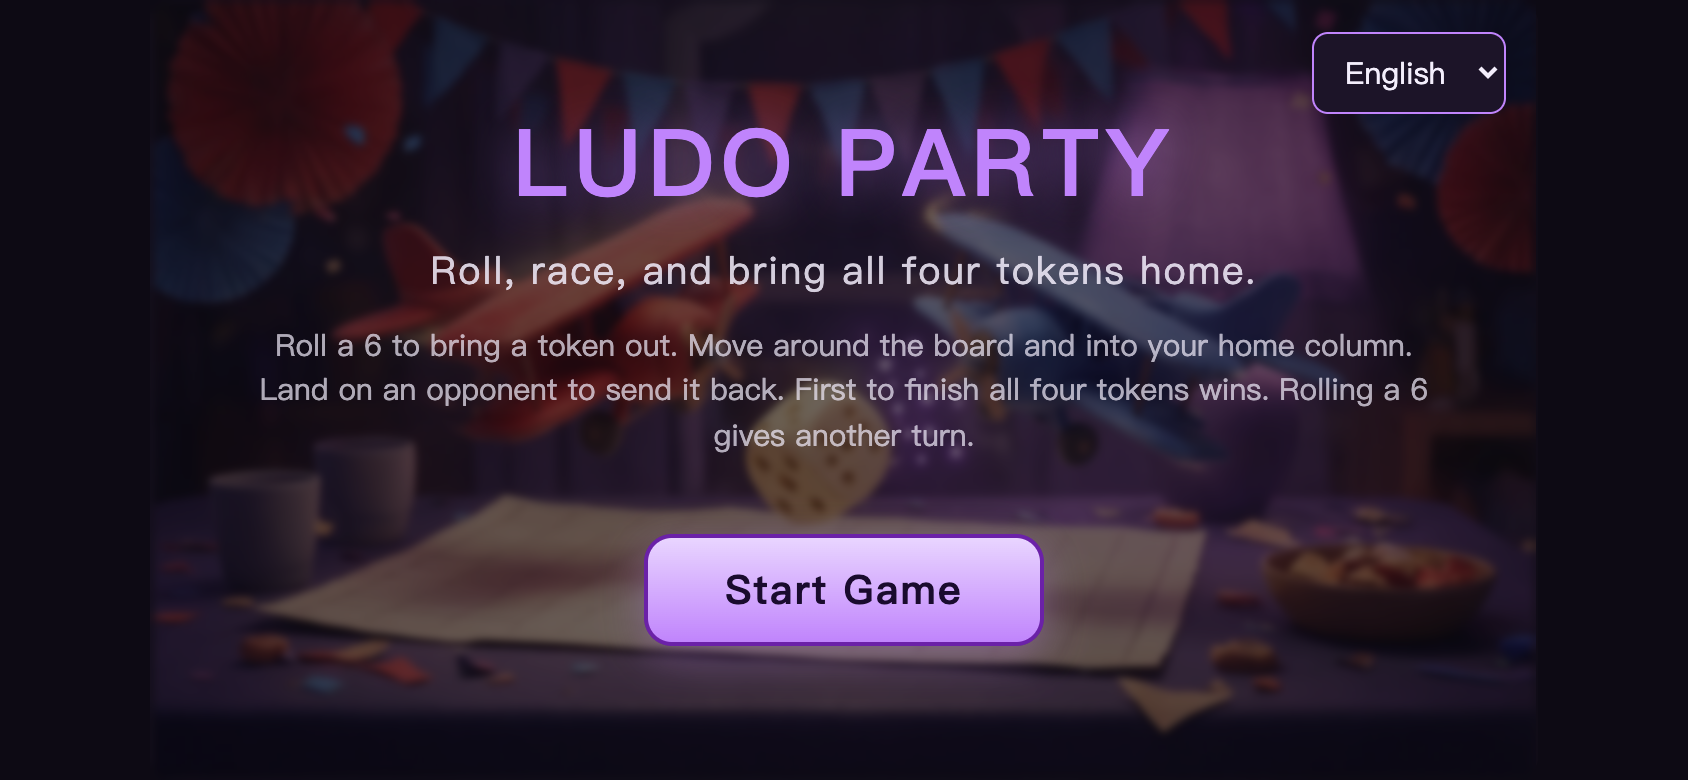 English
LUDO PARTY
Roll, race, and bring all four tokens home.
Roll a 6 to bring a token out. Move around the board and into your home column.
Land on an opponent to send it back. First to finish all four tokens wins. Rolling a 6
gives another turn.
Start Game